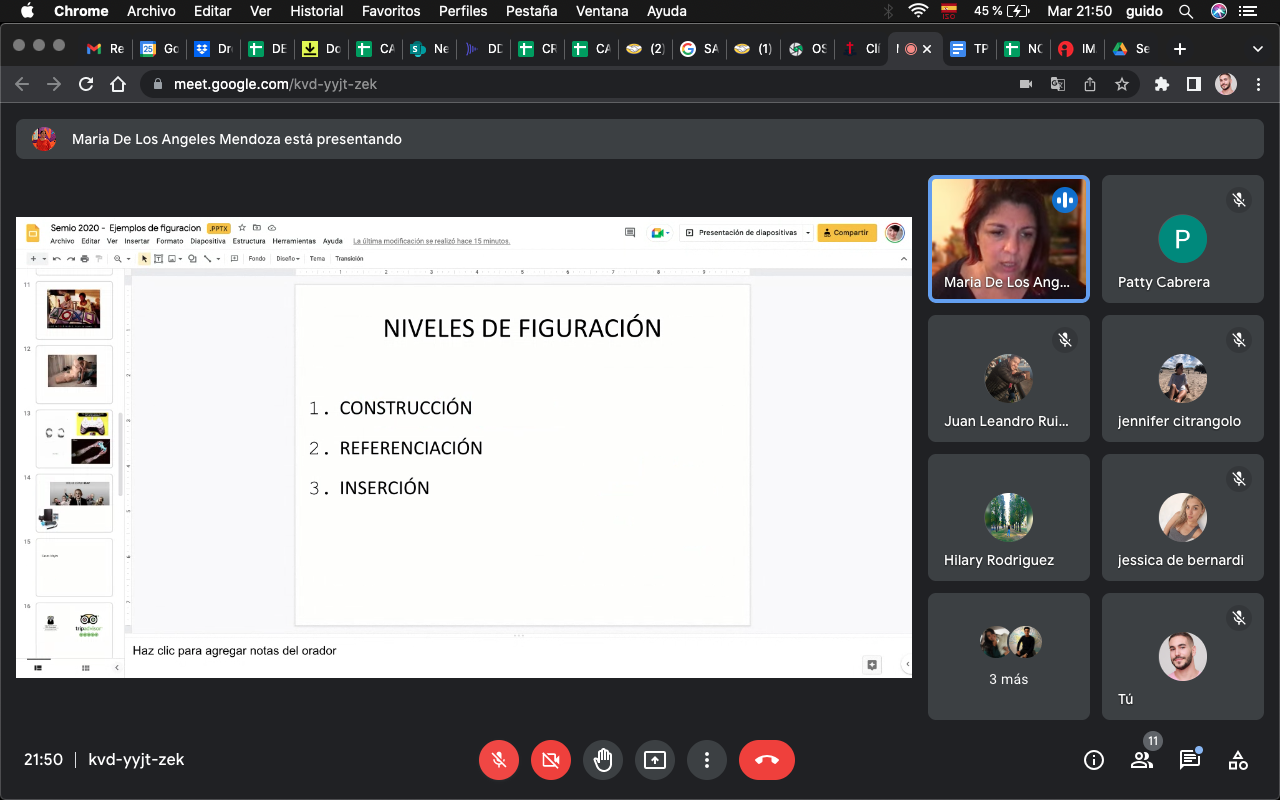 Chrome Archivo Editar Ver Historial Favoritos Perfiles Pestaña Ventana Ayuda
ISO 45 % Mar 21:50 guido
Re Go Dr DE Do CA Ne DD CR CA (2) SA (1) OS Clí TP NO IM Se
meet.google.com/kvd-yyjt-zek
Maria De Los Angeles Mendoza está presentando
Semio 2020 - Ejemplos de figuracion .PPTX
Archivo Editar Ver Insertar Formato Diapositiva Estructura Herramientas Ayuda La última modificación se realizó hace 15 minutos.
Presentación de diapositivas
Compartir
Fondo Diseño Tema Transición
11
12
13
14
15
16
tripadvisor
NIVELES DE FIGURACIÓN
1. CONSTRUCCIÓN
2. REFERENCIACIÓN
3. INSERCIÓN
Haz clic para agregar notas del orador
Maria De Los Ang...
P
Patty Cabrera
Juan Leandro Rui...
jennifer citrangolo
Hilary Rodriguez
jessica de bernardi
3 más
Tú
21:50 | kvd-yyjt-zek
11